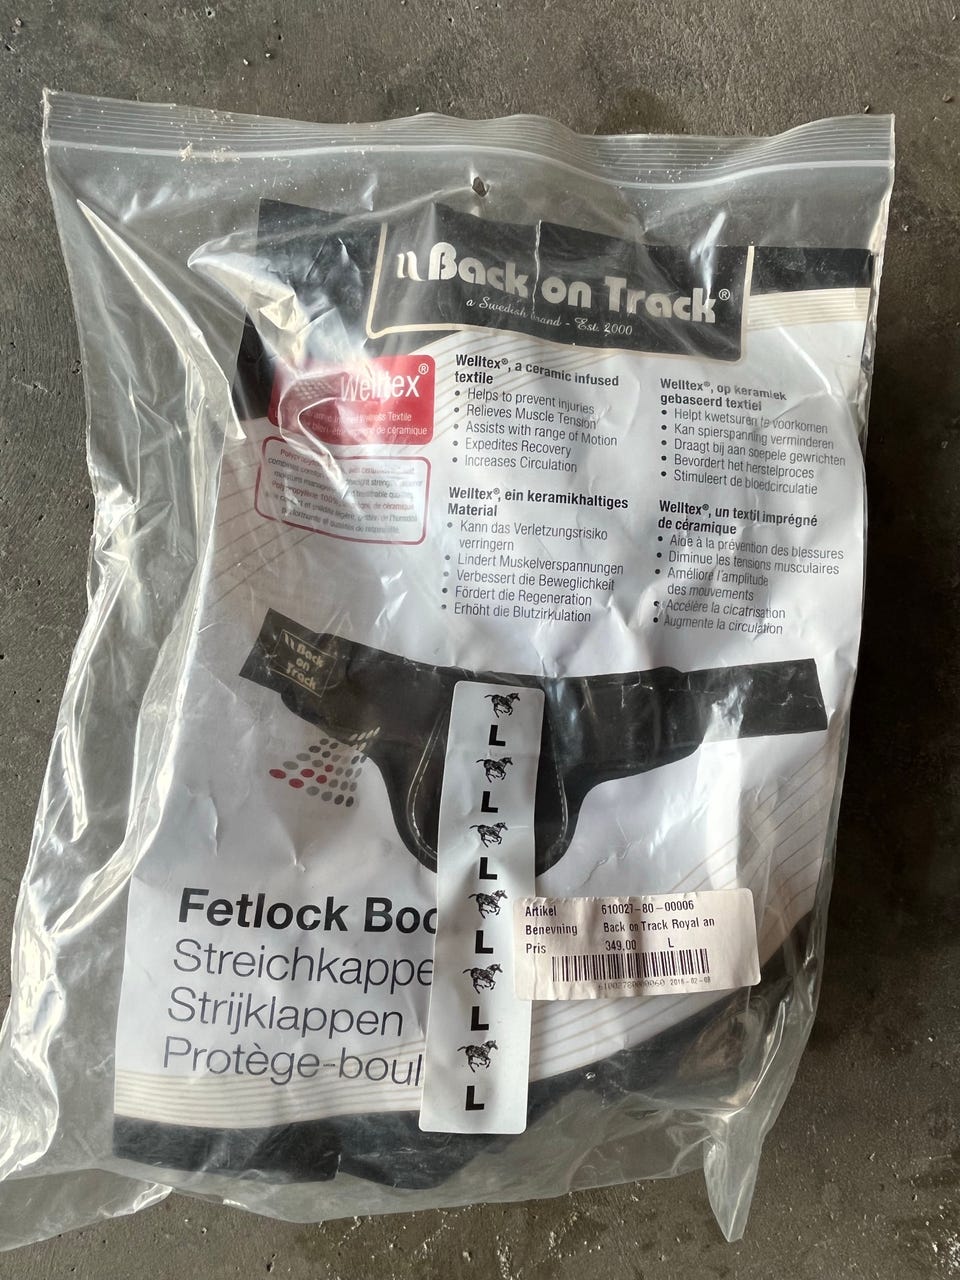 Back on Track®
a Swedish brand - Est. 2000
Welltex®
Welltex®, a ceramic infused
textile
• Helps to prevent injuries
• Relieves Muscle Tension
• Assists with range of Motion
• Expedites Recovery
• Increases Circulation
Welltex®, op keramiek
gebaseerd textiel
• Helpt kwetsuren te voorkomen
• Kan spierspanning verminderen
• Draagt bij aan soepele gewrichten
• Bevordert het herstelproces
• Stimuleert de bloedcirculatie
Welltex®, ein keramikhaltiges
Material
• Kann das Verletzungsrisiko
verringern
• Lindert Muskelverspannungen
• Verbessert die Beweglichkeit
• Fördert die Regeneration
• Erhöht die Blutzirkulation
Welltex®, un textil imprégné
de céramique
• Aide à la prévention des blessures
• Diminue les tensions musculaires
• Amélioré l'amplitude
des mouvements
• Accélère la cicatrisation
• Augmente la circulation
Back
on
Track
L
L
L
L
L
L
Fetlock Boo
Streichkappe
Strijklappen
Protège-boul
Artikel 610027-80-00006
Benevning Back on Track Royal an
Pris 349,00 L
2016-02-09